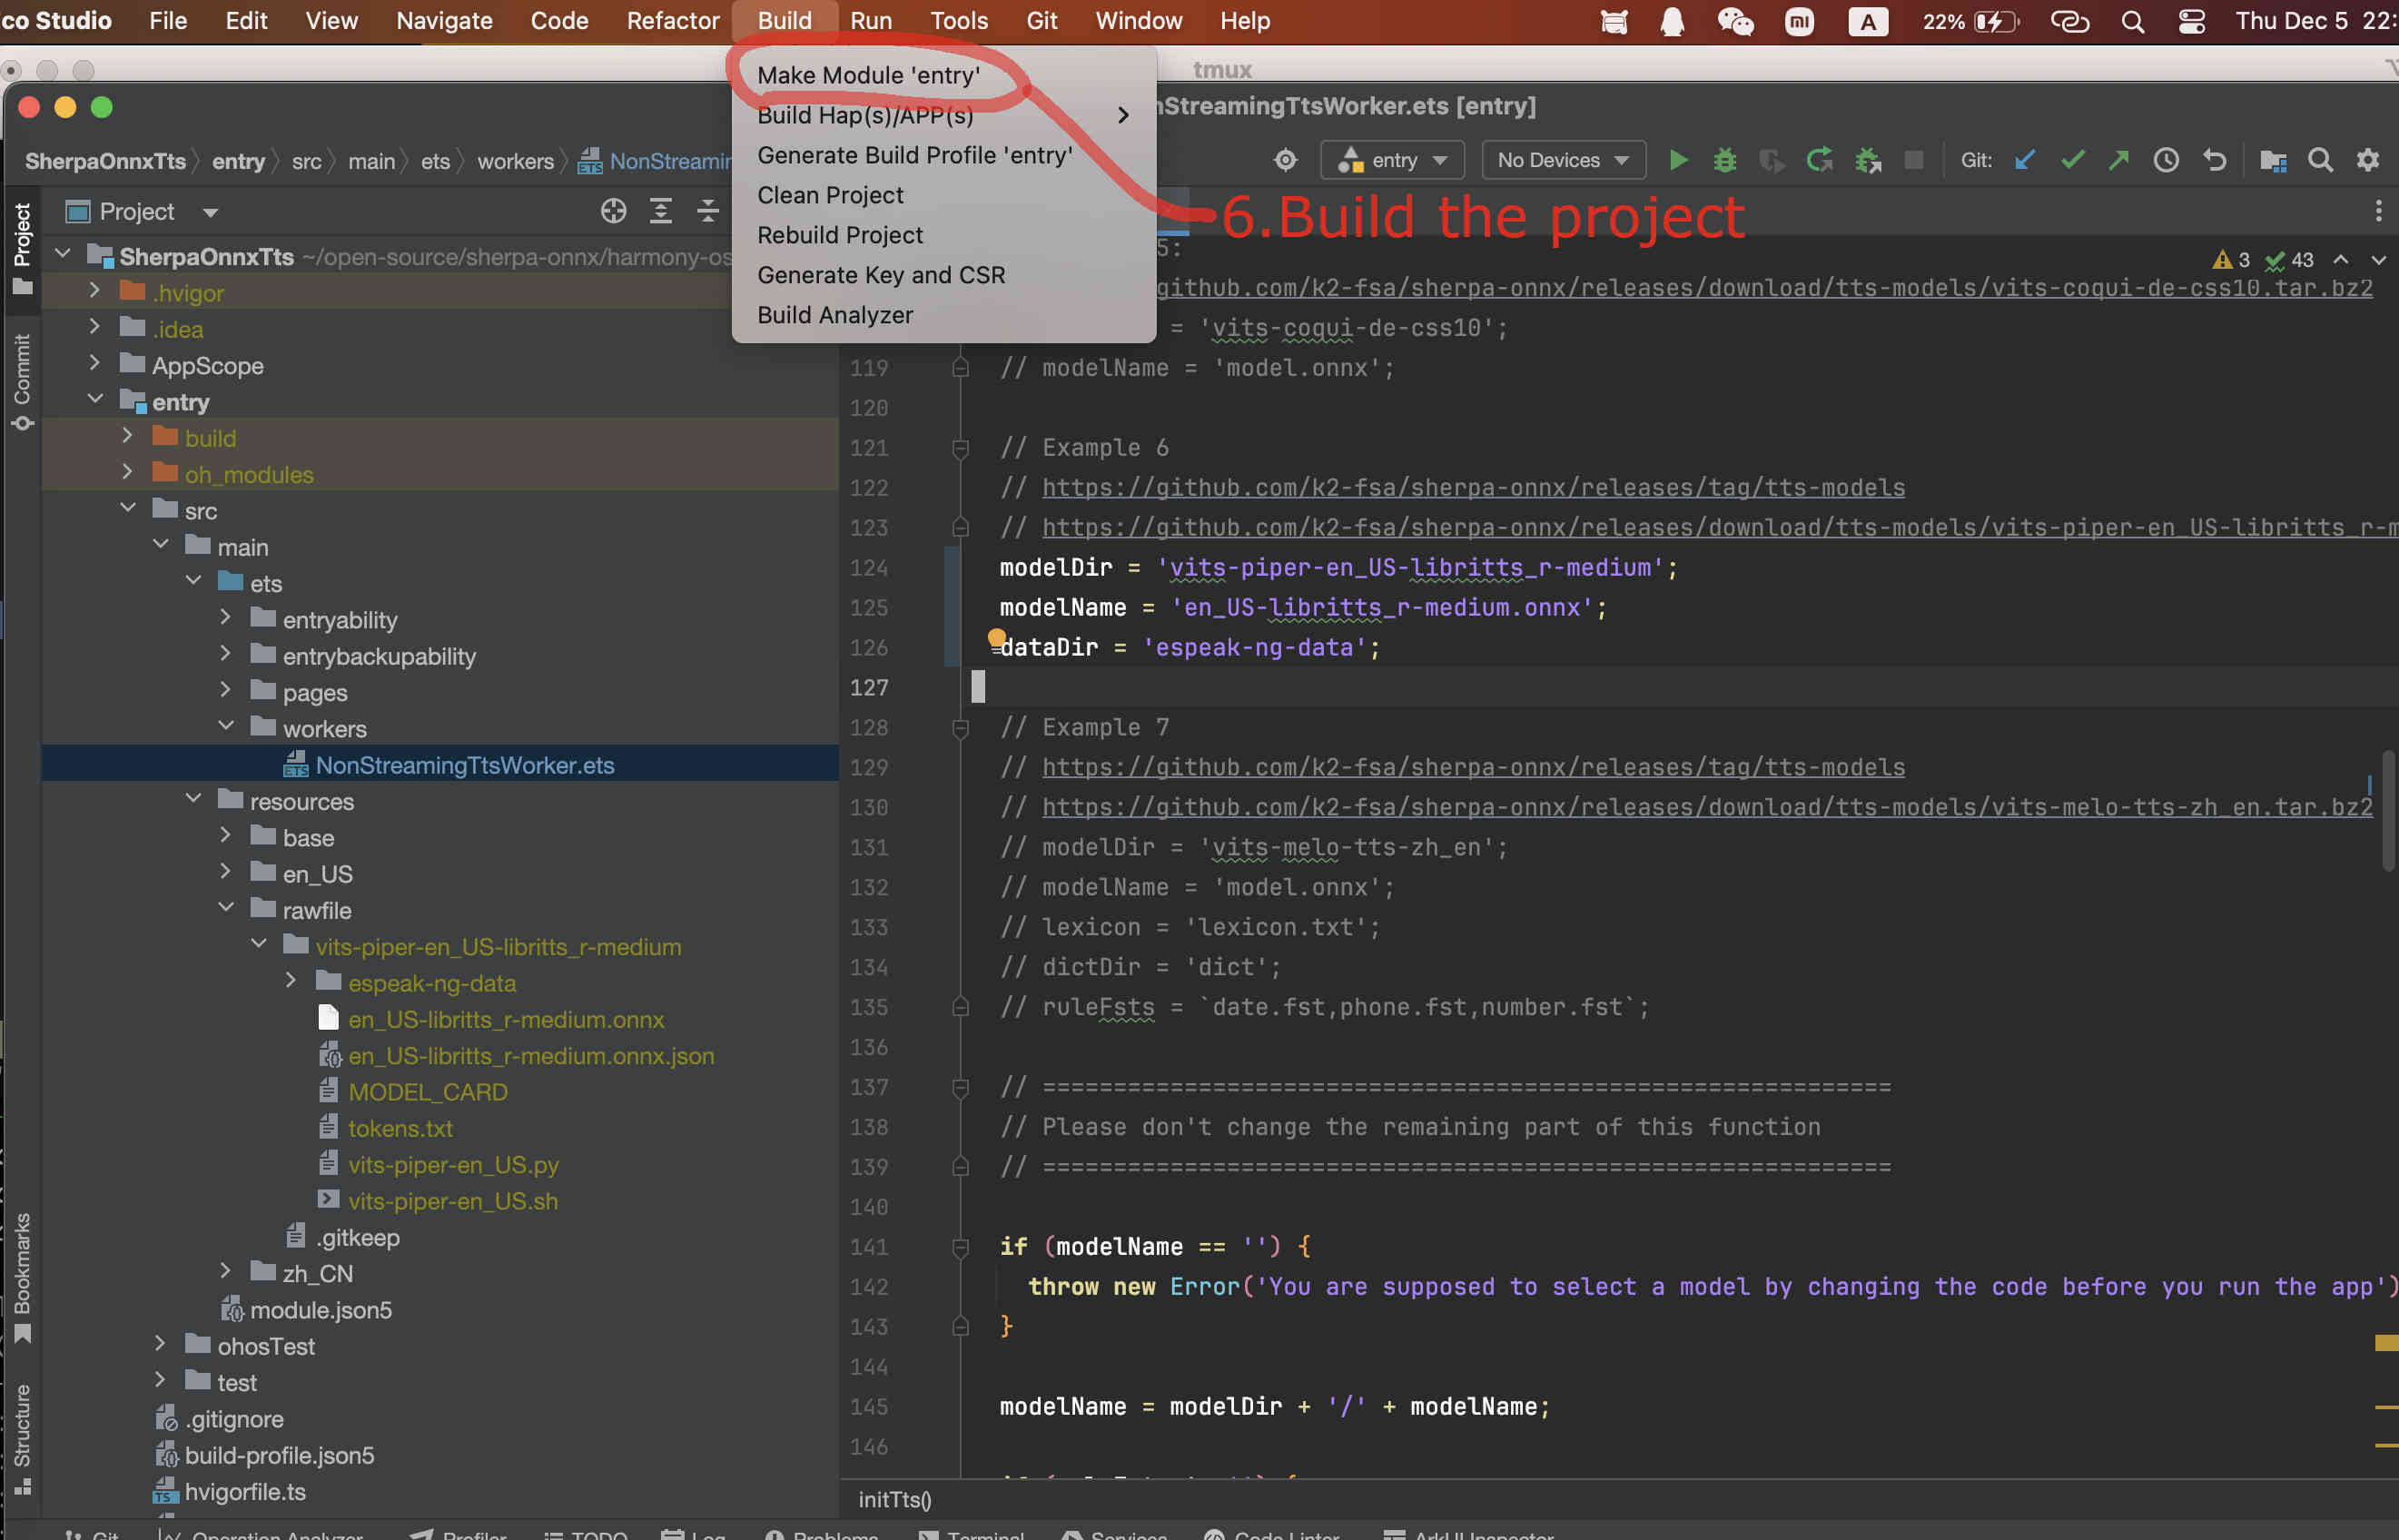 co Studio File Edit View Navigate Code Refactor Build Run Tools Git Window Help A 22% Thu Dec 5 22:
tmux
Make Module 'entry'
Build Hap(s)/APP(s)
Generate Build Profile 'entry'
Clean Project
Rebuild Project
Generate Key and CSR
Build Analyzer
6.Build the project
nStreamingTtsWorker.ets [entry]
SherpaOnnxTts entry src main ets workers NonStreamin
entry No Devices Git:
Project
Project
Commit
Bookmarks
Structure
SherpaOnnxTts ~/open-source/sherpa-onnx/harmony-os
.hvigor
.idea
AppScope
entry
build
oh_modules
src
main
ets
entryability
entrybackupability
pages
workers
NonStreamingTtsWorker.ets
resources
base
en_US
rawfile
vits-piper-en_US-libritts_r-medium
espeak-ng-data
en_US-libritts_r-medium.onnx
en_US-libritts_r-medium.onnx.json
MODEL_CARD
tokens.txt
vits-piper-en_US.py
vits-piper-en_US.sh
.gitkeep
zh_CN
module.json5
ohosTest
test
.gitignore
build-profile.json5
hvigorfile.ts
5:
3 43
github.com/k2-fsa/sherpa-onnx/releases/download/tts-models/vits-coqui-de-css10.tar.bz2
= 'vits-coqui-de-css10';
119 // modelName = 'model.onnx';
120
121 // Example 6
122 // https://github.com/k2-fsa/sherpa-onnx/releases/tag/tts-models
123 // https://github.com/k2-fsa/sherpa-onnx/releases/download/tts-models/vits-piper-en_US-libritts_r-m
124 modelDir = 'vits-piper-en_US-libritts_r-medium';
125 modelName = 'en_US-libritts_r-medium.onnx';
126 dataDir = 'espeak-ng-data';
127
128 // Example 7
129 // https://github.com/k2-fsa/sherpa-onnx/releases/tag/tts-models
130 // https://github.com/k2-fsa/sherpa-onnx/releases/download/tts-models/vits-melo-tts-zh_en.tar.bz2
131 // modelDir = 'vits-melo-tts-zh_en';
132 // modelName = 'model.onnx';
133 // lexicon = 'lexicon.txt';
134 // dictDir = 'dict';
135 // ruleFsts = `date.fst,phone.fst,number.fst`;
136
137 // ============================================================
138 // Please don't change the remaining part of this function
139 // ============================================================
140
141 if (modelName == '') {
142 throw new Error('You are supposed to select a model by changing the code before you run the app')
143 }
144
145 modelName = modelDir + '/' + modelName;
146
initTts()
Git Operation Analyzer Profiler TODO Log Problems Terminal Services Code Linter ArkUI Inspector